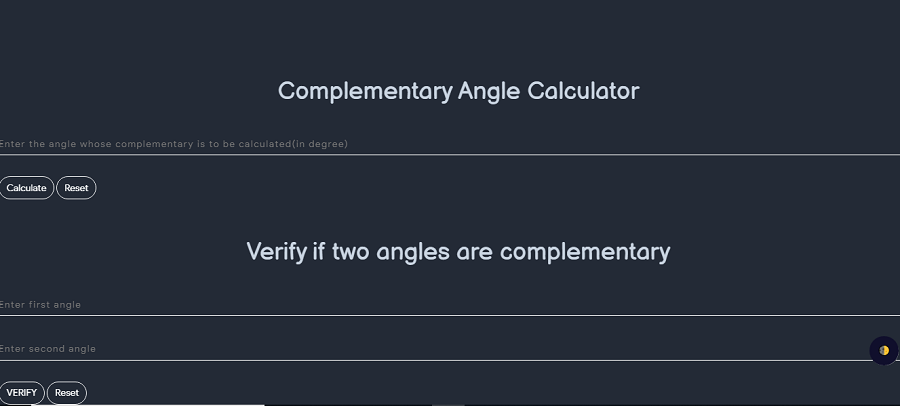 Complementary Angle Calculator
Enter the angle whose complementary is to be calculated(in degree)
Calculate Reset
Verify if two angles are complementary
Enter first angle
Enter second angle
VERIFY Reset